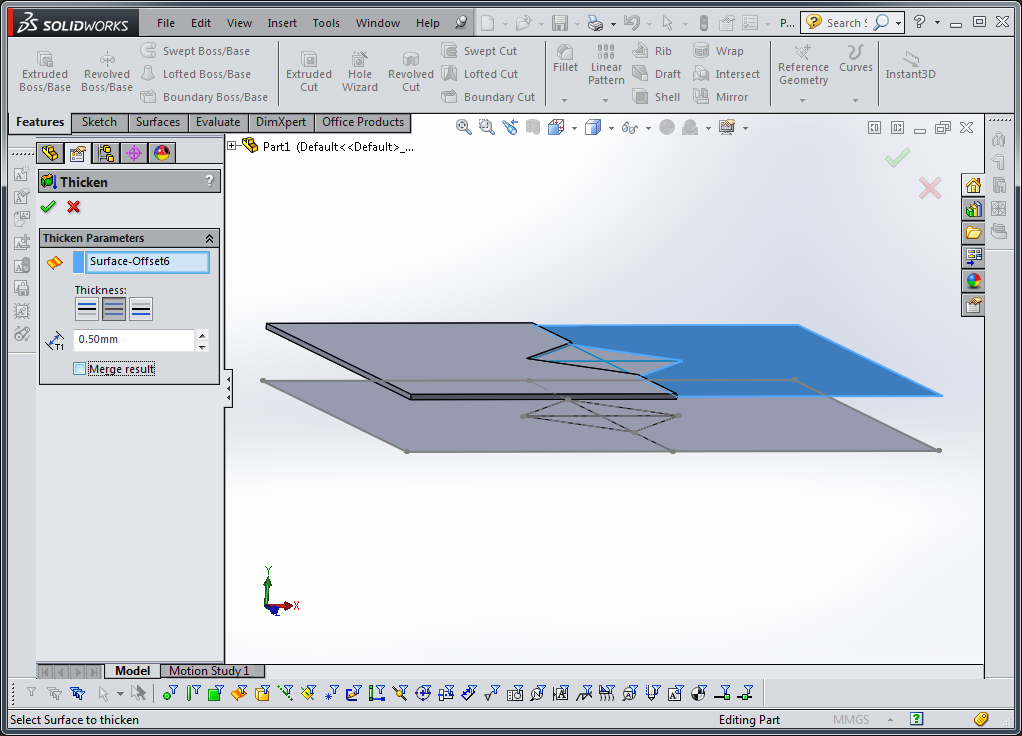 SOLIDWORKS File Edit View Insert Tools Window Help P... Search
Extruded Boss/Base
Revolved Boss/Base
Swept Boss/Base
Lofted Boss/Base
Boundary Boss/Base
Extruded Cut
Hole Wizard
Revolved Cut
Swept Cut
Lofted Cut
Boundary Cut
Fillet
Linear Pattern
Rib
Draft
Shell
Wrap
Intersect
Mirror
Reference Geometry
Curves
Instant3D
Features Sketch Surfaces Evaluate DimXpert Office Products
Part1 (Default<<Default>_...
Thicken ?
Thicken Parameters
Surface-Offset6
Thickness:
T1 0.50mm
Merge result
Y
X
Z
Model Motion Study 1
Select Surface to thicken Editing Part MMGS ?